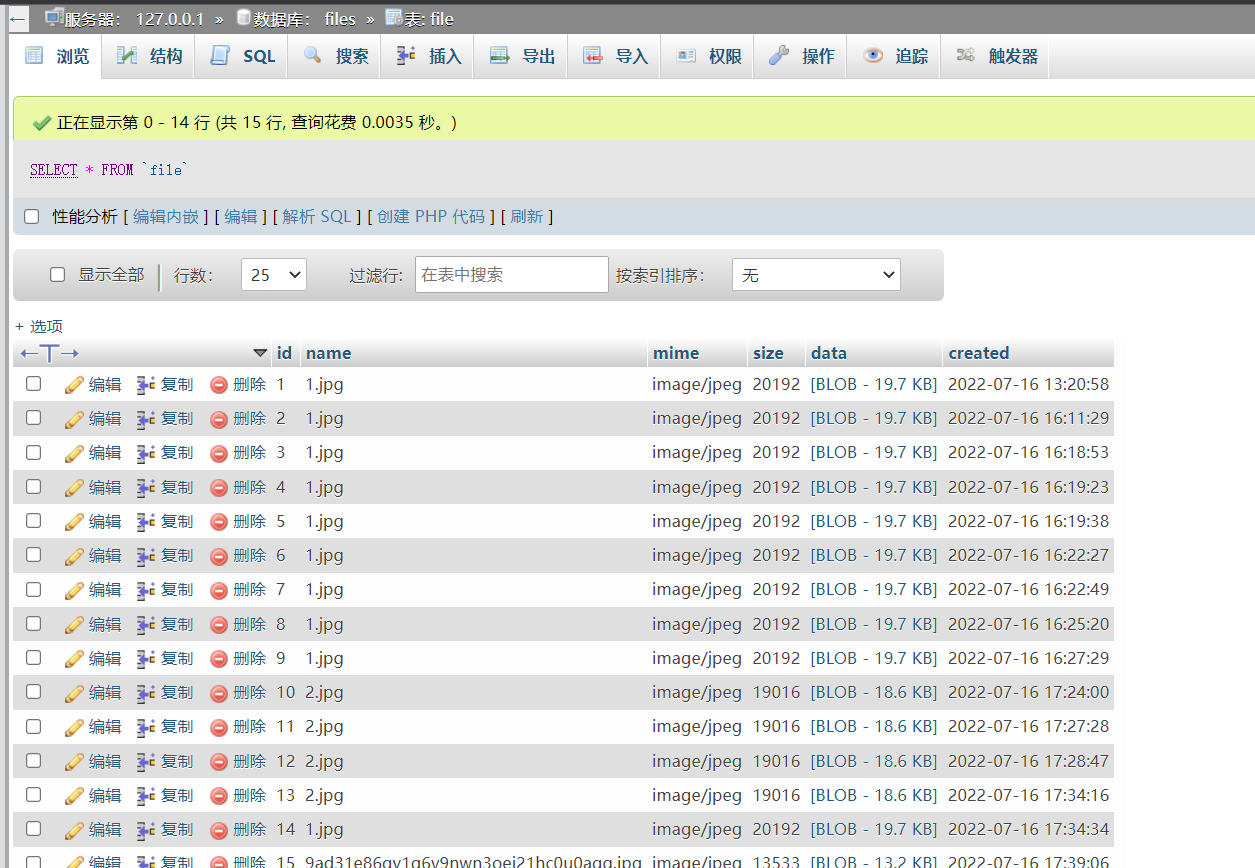 服务器: 127.0.0.1 » 数据库: files » 表: file
浏览 结构 SQL 搜索 插入 导出 导入 权限 操作 追踪 触发器
正在显示第 0 - 14 行 (共 15 行, 查询花费 0.0035 秒。)
SELECT * FROM `file`
性能分析 [ 编辑内嵌 ] [ 编辑 ] [ 解析 SQL ] [ 创建 PHP 代码 ] [ 刷新 ]
显示全部 行数: 25 过滤行: 在表中搜索 按索引排序: 无
+ 选项
←T→ id name mime size data created
编辑 复制 删除 1 1.jpg image/jpeg 20192 [BLOB - 19.7 KB] 2022-07-16 13:20:58
编辑 复制 删除 2 1.jpg image/jpeg 20192 [BLOB - 19.7 KB] 2022-07-16 16:11:29
编辑 复制 删除 3 1.jpg image/jpeg 20192 [BLOB - 19.7 KB] 2022-07-16 16:18:53
编辑 复制 删除 4 1.jpg image/jpeg 20192 [BLOB - 19.7 KB] 2022-07-16 16:19:23
编辑 复制 删除 5 1.jpg image/jpeg 20192 [BLOB - 19.7 KB] 2022-07-16 16:19:38
编辑 复制 删除 6 1.jpg image/jpeg 20192 [BLOB - 19.7 KB] 2022-07-16 16:22:27
编辑 复制 删除 7 1.jpg image/jpeg 20192 [BLOB - 19.7 KB] 2022-07-16 16:22:49
编辑 复制 删除 8 1.jpg image/jpeg 20192 [BLOB - 19.7 KB] 2022-07-16 16:25:20
编辑 复制 删除 9 1.jpg image/jpeg 20192 [BLOB - 19.7 KB] 2022-07-16 16:27:29
编辑 复制 删除 10 2.jpg image/jpeg 19016 [BLOB - 18.6 KB] 2022-07-16 17:24:00
编辑 复制 删除 11 2.jpg image/jpeg 19016 [BLOB - 18.6 KB] 2022-07-16 17:27:28
编辑 复制 删除 12 2.jpg image/jpeg 19016 [BLOB - 18.6 KB] 2022-07-16 17:28:47
编辑 复制 删除 13 2.jpg image/jpeg 19016 [BLOB - 18.6 KB] 2022-07-16 17:34:16
编辑 复制 删除 14 1.jpg image/jpeg 20192 [BLOB - 19.7 KB] 2022-07-16 17:34:34
编辑 复制 删除 15 image/jpeg 13533 [BLOB - 13.2 KB] 2022-07-16 17:39:06